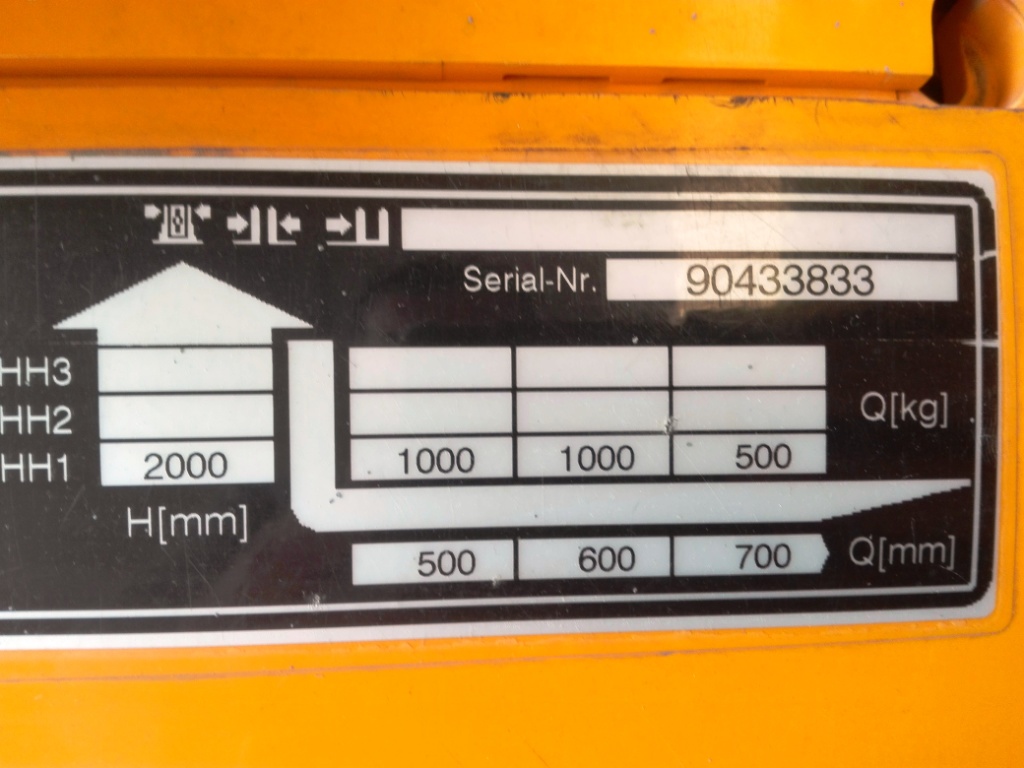 Serial-Nr. 90433833
HH3
HH2 Q[kg]
HH1 2000 1000 1000 500
H[mm]
500 600 700 Q[mm]